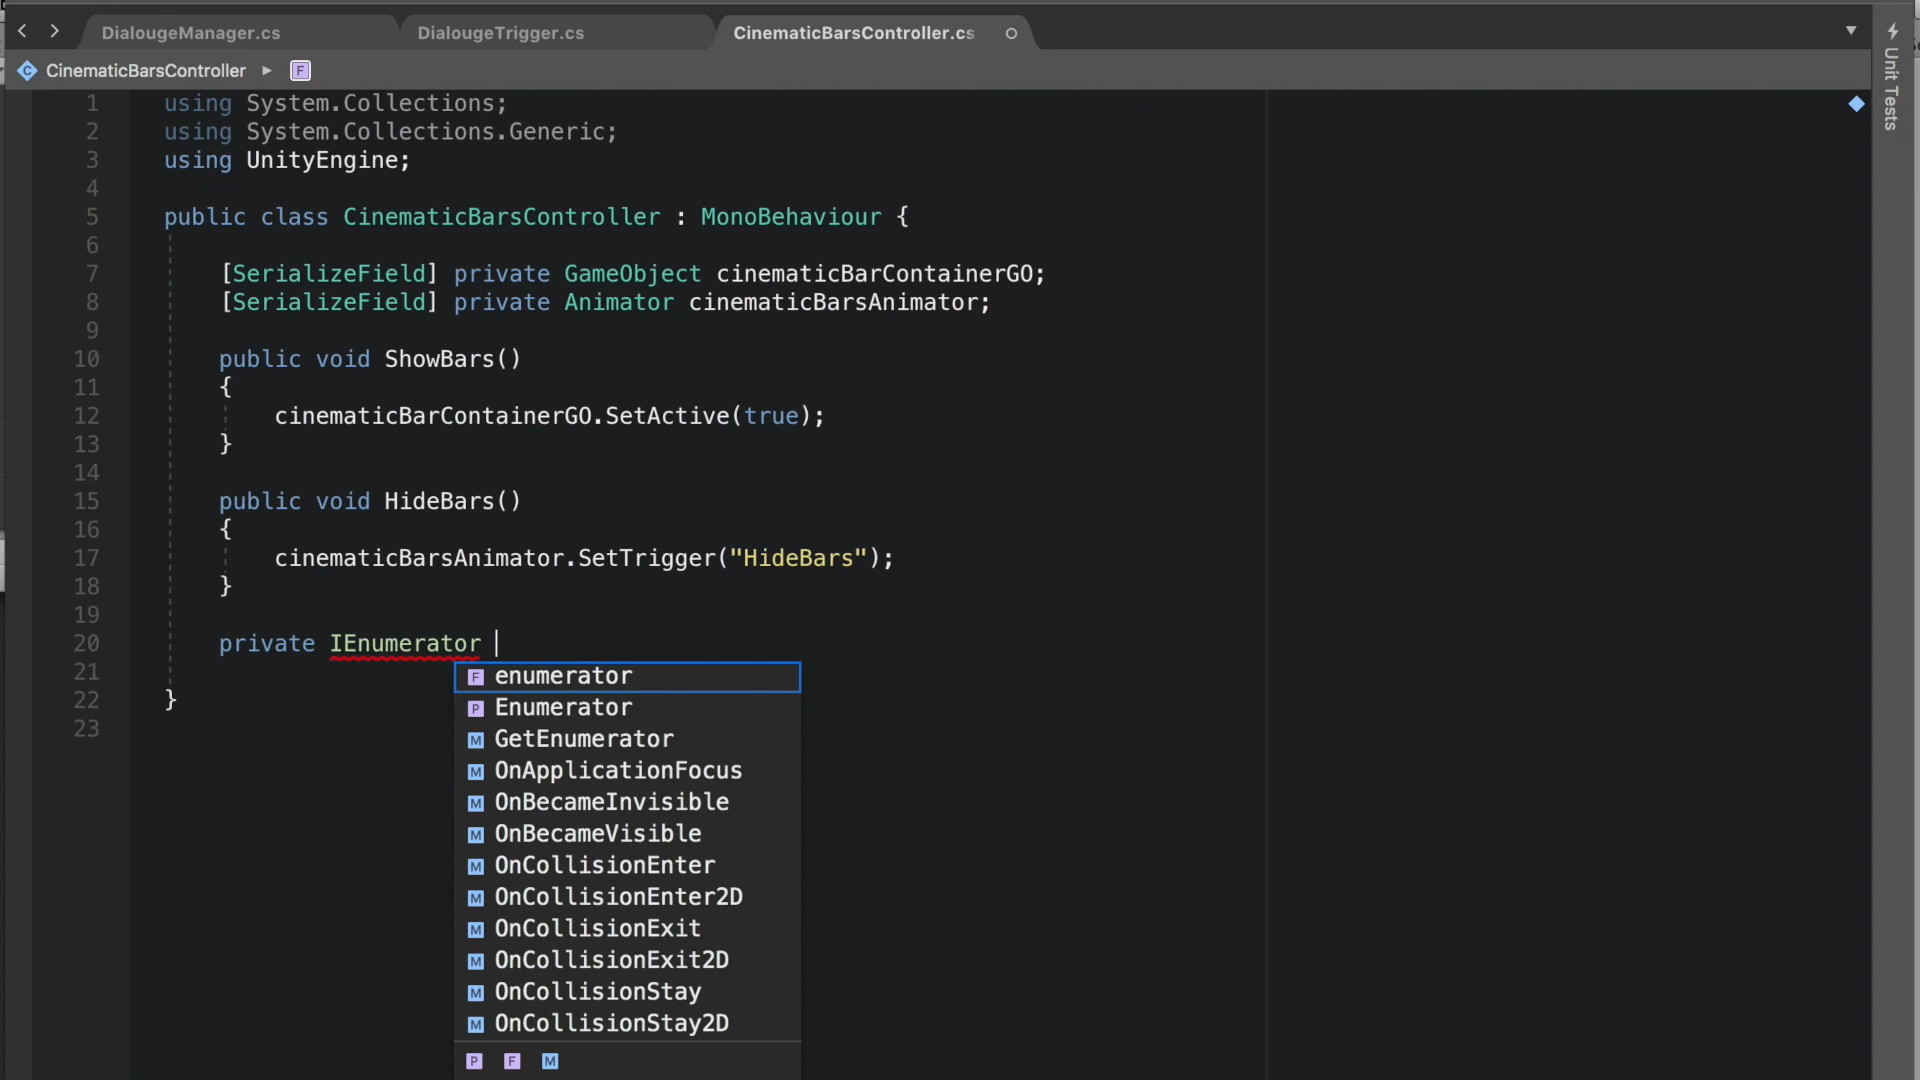 DialougeManager.cs
DialougeTrigger.cs
CinematicBarsController.cs
Unit Tests
CinematicBarsController
F
1 using System.Collections;
2 using System.Collections.Generic;
3 using UnityEngine;
4
5 public class CinematicBarsController : MonoBehaviour {
6
7 [SerializeField] private GameObject cinematicBarContainerGO;
8 [SerializeField] private Animator cinematicBarsAnimator;
9
10 public void ShowBars()
11 {
12 cinematicBarContainerGO.SetActive(true);
13 }
14
15 public void HideBars()
16 {
17 cinematicBarsAnimator.SetTrigger("HideBars");
18 }
19
20 private IEnumerator
21
22 }
23
F enumerator
P Enumerator
M GetEnumerator
M OnApplicationFocus
M OnBecameInvisible
M OnBecameVisible
M OnCollisionEnter
M OnCollisionEnter2D
M OnCollisionExit
M OnCollisionExit2D
M OnCollisionStay
M OnCollisionStay2D
P F M